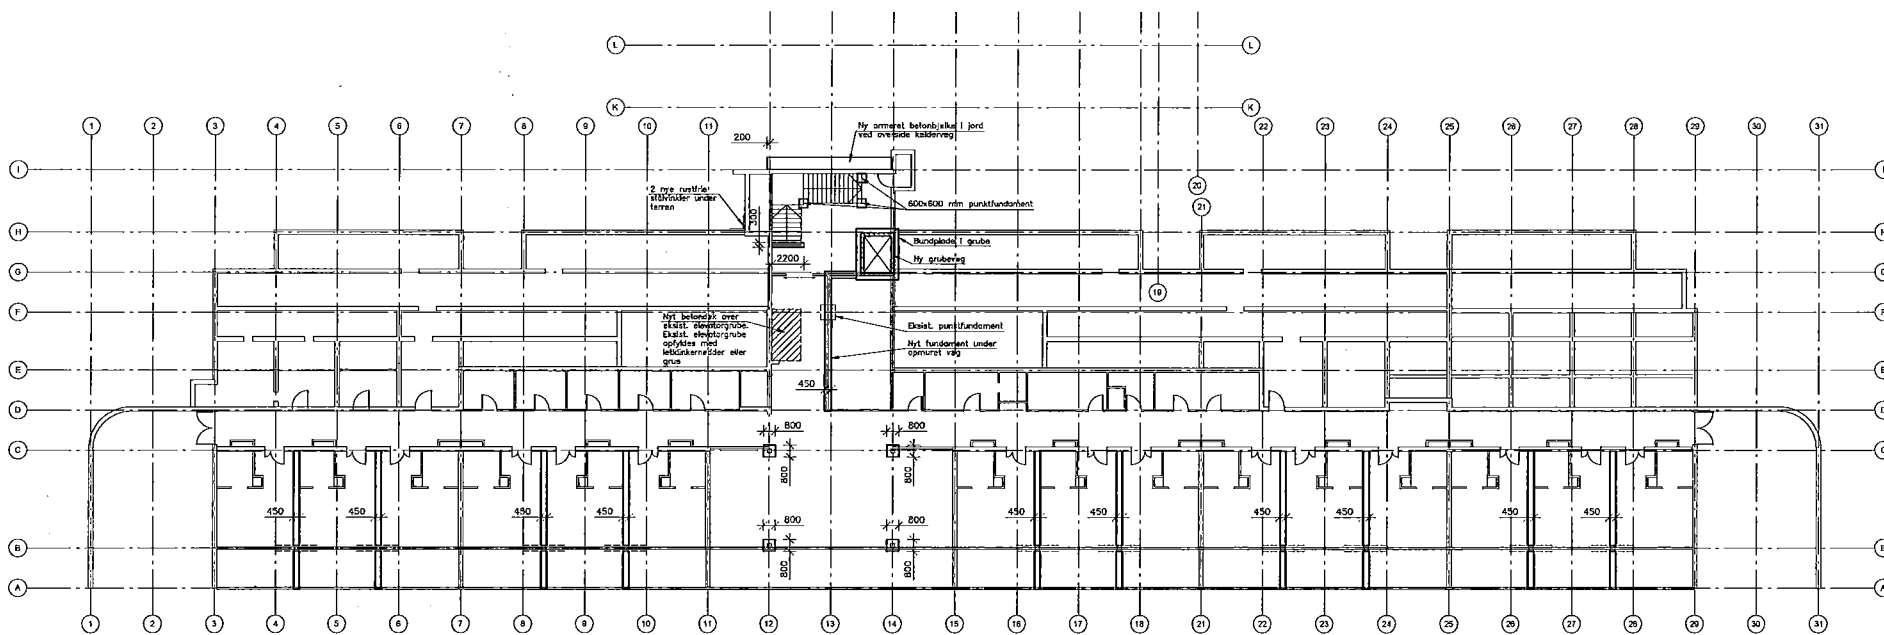 L L
K K
1 2 3 4 5 6 7 8 9 10 11 22 23 24 25 26 27 28 29 30 31
200
Ny armeret betonbjælke i jord
ved overside kældervæg
I I
20
2 nye rustfrie
stålvinkler under
terræn
600x600 mm punktfundament
21
300
H H
Bundplade i grube
Ny grubevæg
2200
G G
19
F F
Nyt betondæk over
eksist. elevatorgrube.
Eksist. elevatorgrube
opfyldes med
letklinkernødder eller
grus
Eksist. punktfundament
Nyt fundament under
opmuret væg
E E
450
D D
800 800
C C
800 800
450 450 450 450 450 450 450 450 450 450
800 800
B B
800 800
A A
1 2 3 4 5 6 7 8 9 10 11 12 13 14 15 16 17 18 21 22 23 24 25 26 27 28 29 30 31